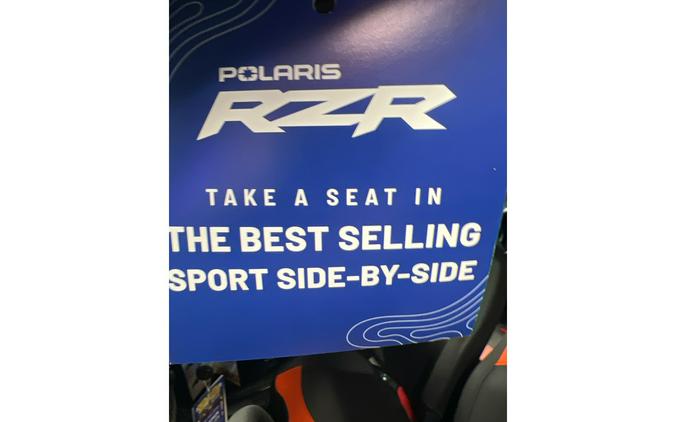 POLARIS
RZR
TAKE A SEAT IN
THE BEST SELLING
SPORT SIDE-BY-SIDE